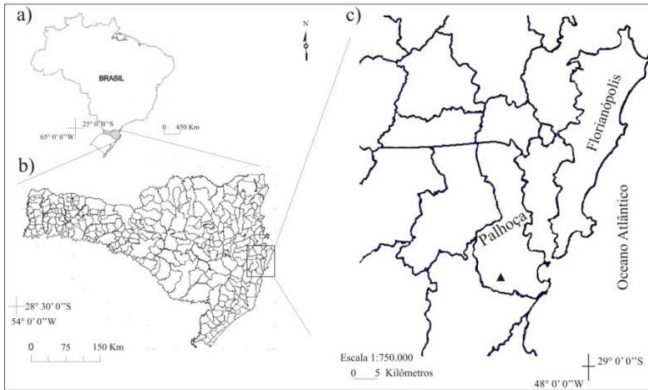 a)
N
BRASIL
25° 0' 0''S
65° 0' 0''W
0 450 Km
b)
28° 30' 0''S
54° 0' 0''W
0 75 150 Km
c)
Florianópolis
Palhoça
Oceano Atlântico
Escala 1:750.000
0 5 Kilômetros
29° 0' 0''S
48° 0' 0''W